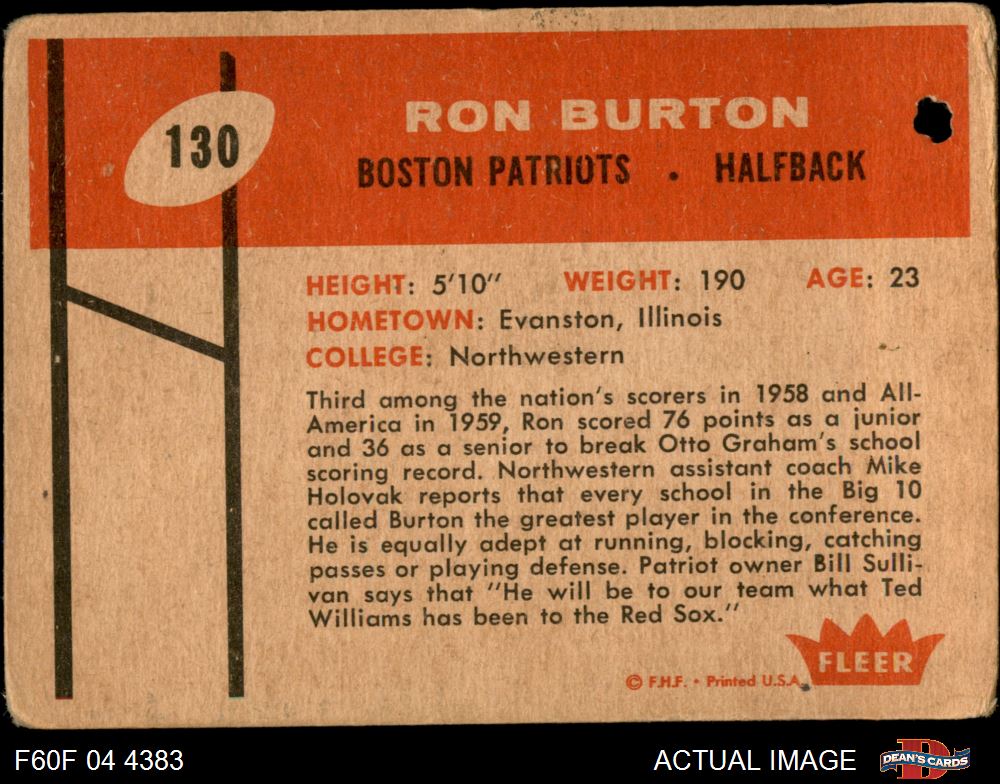 130
RON BURTON
BOSTON PATRIOTS . HALFBACK
HEIGHT: 5'10" WEIGHT: 190 AGE: 23
HOMETOWN: Evanston, Illinois
COLLEGE: Northwestern
Third among the nation's scorers in 1958 and All-
America in 1959, Ron scored 76 points as a junior
and 36 as a senior to break Otto Graham's school
scoring record. Northwestern assistant coach Mike
Holovak reports that every school in the Big 10
called Burton the greatest player in the conference.
He is equally adept at running, blocking, catching
passes or playing defense. Patriot owner Bill Sulli-
van says that "He will be to our team what Ted
Williams has been to the Red Sox."
FLEER
© F.H.F. • Printed U.S.A.
F60F 04 4383 ACTUAL IMAGE D DEAN'S CARDS